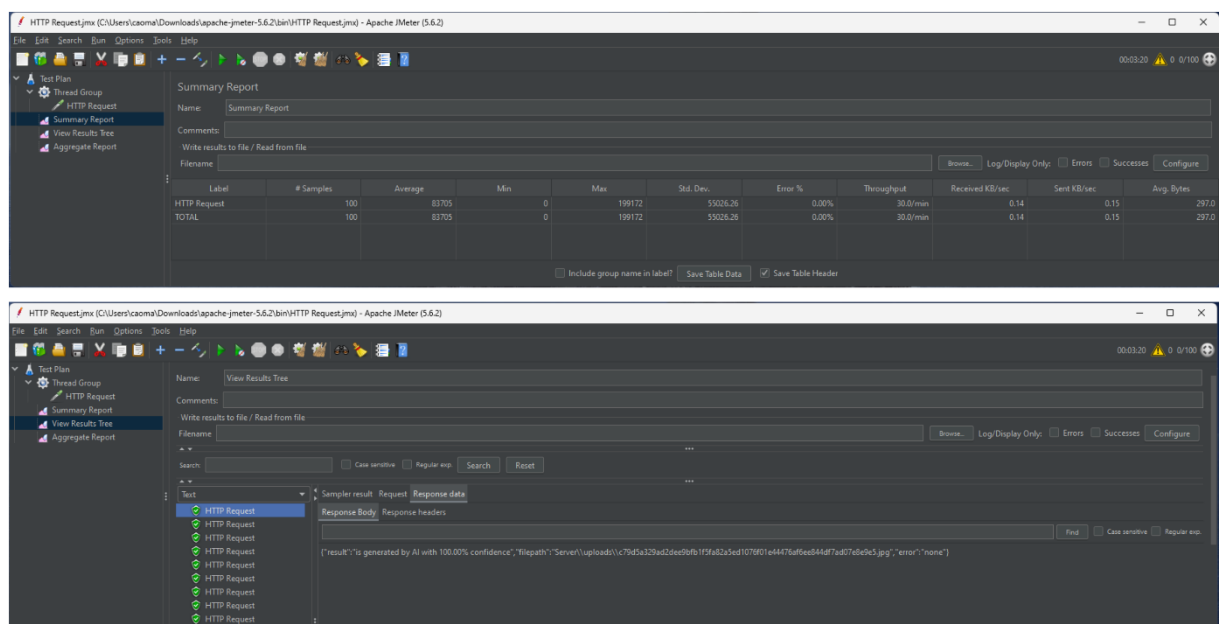 HTTP Request.jmx (C:\Users\caoma\Downloads\apache-jmeter-5.6.2\bin\HTTP Request.jmx) - Apache JMeter (5.6.2)
File Edit Search Run Options Tools Help
00:03:20 0 0/100
Test Plan
Thread Group
HTTP Request
Summary Report
View Results Tree
Aggregate Report
Summary Report
Name: Summary Report
Comments:
Write results to file / Read from file
Filename Browse... Log/Display Only: Errors Successes Configure
Label # Samples Average Min Max Std. Dev. Error % Throughput Received KB/sec Sent KB/sec Avg. Bytes
HTTP Request 100 83705 0 199172 55026.26 0.00% 30.0/min 0.14 0.15 297.0
TOTAL 100 83705 0 199172 55026.26 0.00% 30.0/min 0.14 0.15 297.0
Include group name in label? Save Table Data Save Table Header
HTTP Request.jmx (C:\Users\caoma\Downloads\apache-jmeter-5.6.2\bin\HTTP Request.jmx) - Apache JMeter (5.6.2)
File Edit Search Run Options Tools Help
00:03:20 0 0/100
Test Plan
Thread Group
HTTP Request
Summary Report
View Results Tree
Aggregate Report
Name: View Results Tree
Comments:
Write results to file / Read from file
Filename Browse... Log/Display Only: Errors Successes Configure
Search: Case sensitive Regular exp. Search Reset
Text
HTTP Request
HTTP Request
HTTP Request
HTTP Request
HTTP Request
HTTP Request
HTTP Request
HTTP Request
HTTP Request
Sampler result Request Response data
Response Body Response headers
Find Case sensitive Regular exp.
{"result":"is generated by AI with 100.00% confidence","filepath":"Server\\uploads\\c79d5a329ad2dee9bfb1f5fa82a5ed1076f01e44476af6ee844df7ad07e8e9e5.jpg","error":"none"}